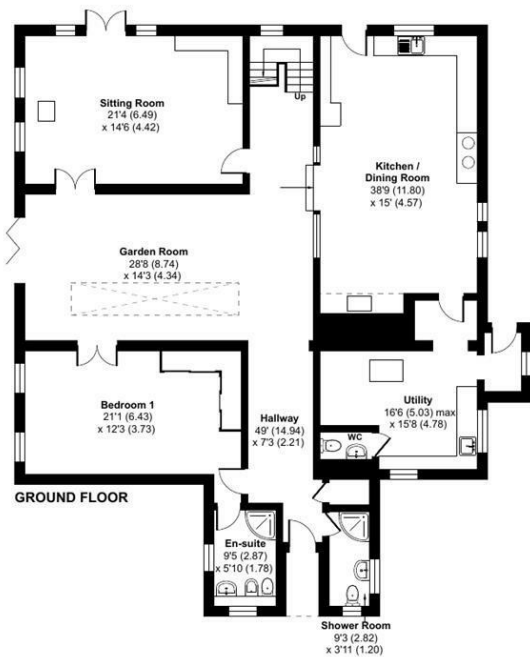 Sitting Room
21'4 (6.49)
x 14'6 (4.42)
Up
Kitchen /
Dining Room
38'9 (11.80)
x 15' (4.57)
Garden Room
28'8 (8.74)
x 14'3 (4.34)
Bedroom 1
21'1 (6.43)
x 12'3 (3.73)
Hallway
49' (14.94)
x 7'3 (2.21)
Utility
16'6 (5.03) max
x 15'8 (4.78)
WC
GROUND FLOOR
En-suite
9'5 (2.87)
x 5'10 (1.78)
Shower Room
9'3 (2.82)
x 3'11 (1.20)